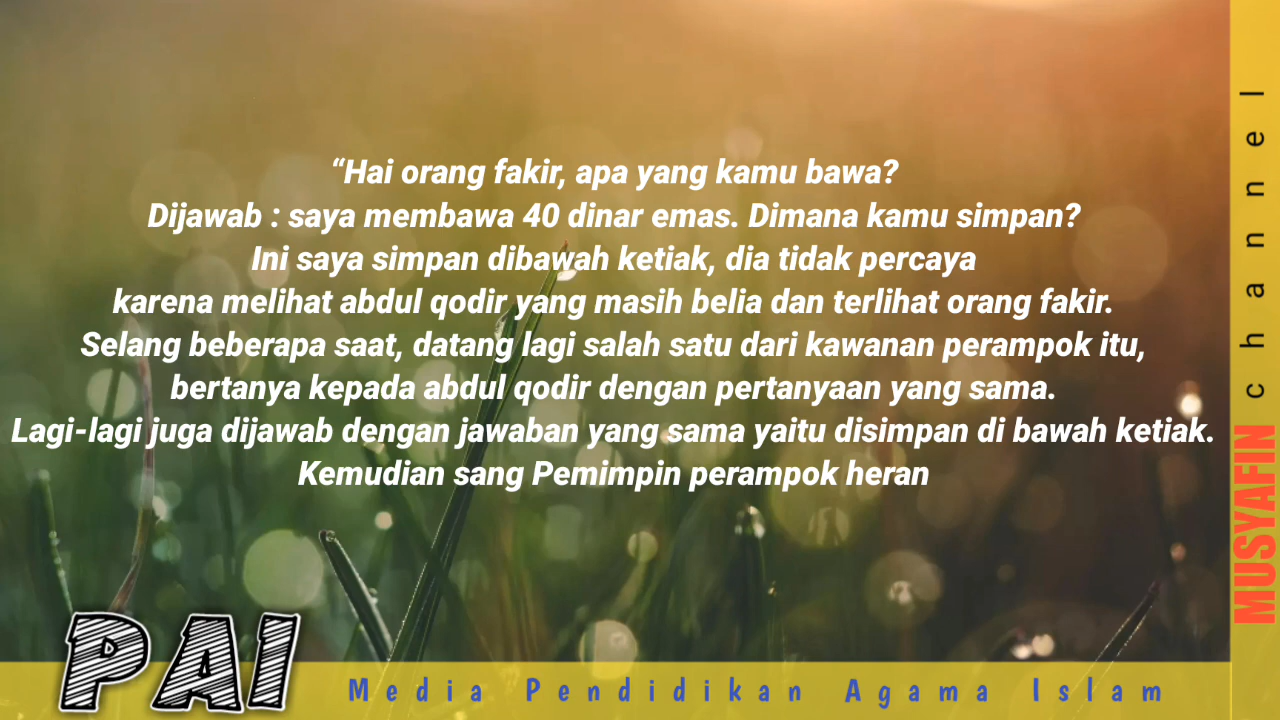 “Hai orang fakir, apa yang kamu bawa?
Dijawab : saya membawa 40 dinar emas. Dimana kamu simpan?
Ini saya simpan dibawah ketiak, dia tidak percaya
karena melihat abdul qodir yang masih belia dan terlihat orang fakir.
Selang beberapa saat, datang lagi salah satu dari kawanan perampok itu,
bertanya kepada abdul qodir dengan pertanyaan yang sama.
Lagi-lagi juga dijawab dengan jawaban yang sama yaitu disimpan di bawah ketiak.
Kemudian sang Pemimpin perampok heran
PAI
Media Pendidikan Agama Islam
MUSYAFIN channel